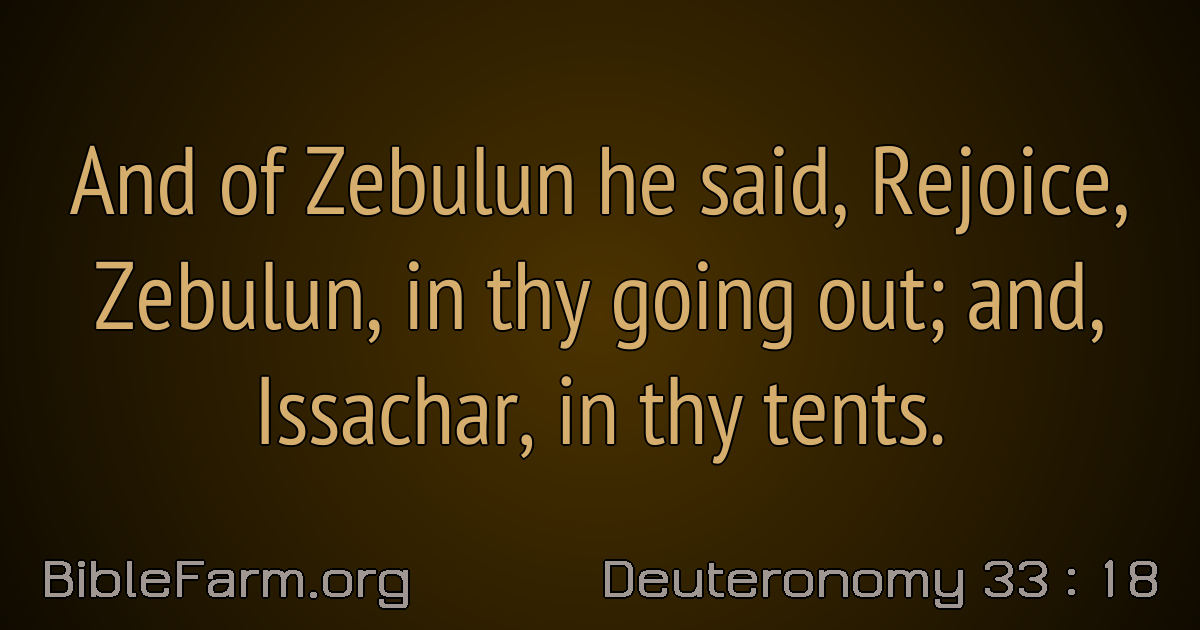 And of Zebulun he said, Rejoice,
Zebulun, in thy going out; and,
Issachar, in thy tents.
BibleFarm.org
Deuteronomy 33 : 18